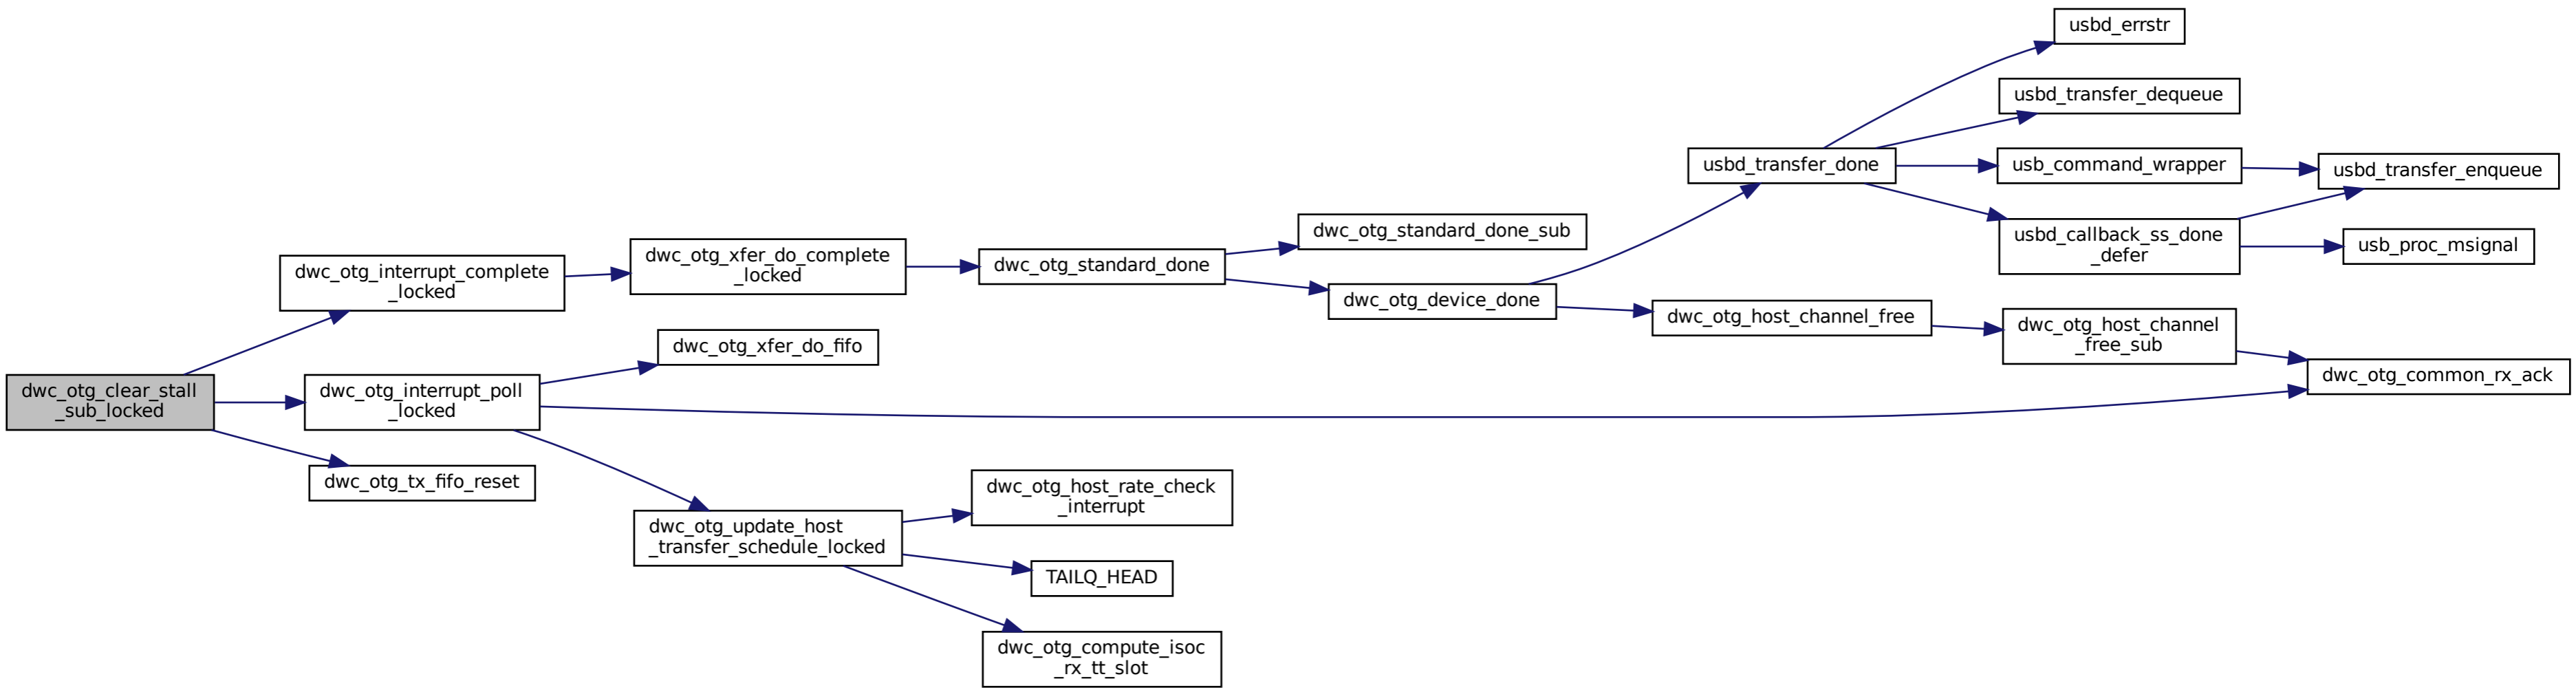 dwc_otg_clear_stall
_sub_locked
dwc_otg_interrupt_complete
_locked
dwc_otg_xfer_do_complete
_locked
dwc_otg_standard_done
dwc_otg_standard_done_sub
dwc_otg_device_done
usbd_transfer_done
usbd_errstr
usbd_transfer_dequeue
usb_command_wrapper
usbd_transfer_enqueue
usbd_callback_ss_done
_defer
usb_proc_msignal
dwc_otg_host_channel_free
dwc_otg_host_channel
_free_sub
dwc_otg_common_rx_ack
dwc_otg_interrupt_poll
_locked
dwc_otg_xfer_do_fifo
dwc_otg_update_host
_transfer_schedule_locked
dwc_otg_host_rate_check
_interrupt
TAILQ_HEAD
dwc_otg_compute_isoc
_rx_tt_slot
dwc_otg_tx_fifo_reset